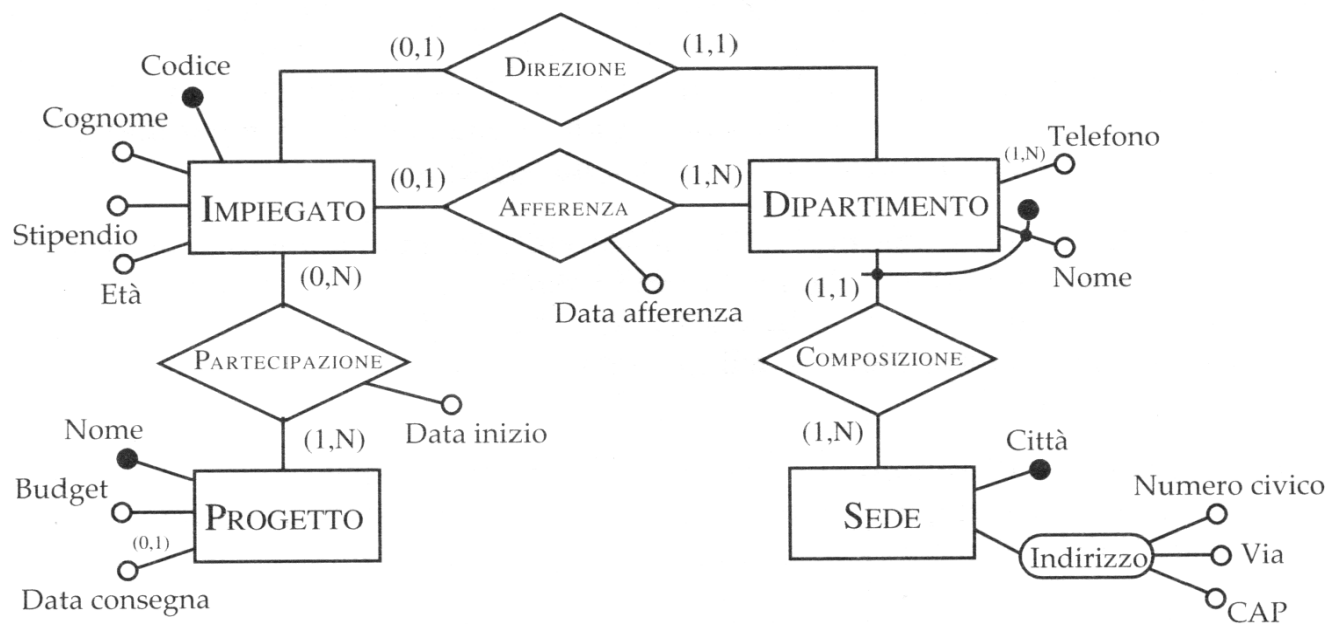 (0,1)
(1,1)
DIREZIONE
Codice
Cognome
Telefono
(1,N)
(0,1)
(1,N)
IMPIEGATO
AFFERENZA
DIPARTIMENTO
Stipendio
Età
(0,N)
Nome
(1,1)
Data afferenza
PARTECIPAZIONE
COMPOSIZIONE
Nome
(1,N)
Data inizio
(1,N)
Città
Budget
Numero civico
PROGETTO
SEDE
(0,1)
Indirizzo
Via
Data consegna
CAP